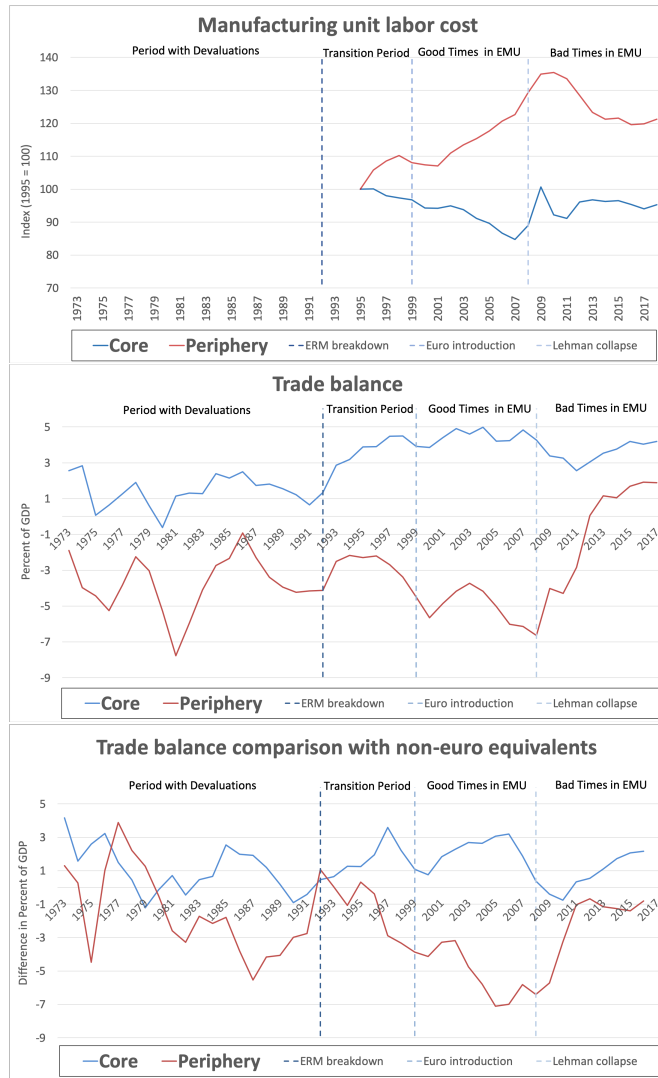 Manufacturing unit labor cost
Period with Devaluations Transition Period Good Times in EMU Bad Times in EMU
Index (1995 = 100)
140
130
120
110
100
90
80
70
1973 1975 1977 1979 1981 1983 1985 1987 1989 1991 1993 1995 1997 1999 2001 2003 2005 2007 2009 2011 2013 2015 2017
Core Periphery ERM breakdown Euro introduction Lehman collapse
Trade balance
Period with Devaluations Transition Period Good Times in EMU Bad Times in EMU
Percent of GDP
5
3
1
-1
-3
-5
-7
-9
1973 1975 1977 1979 1981 1983 1985 1987 1989 1991 1993 1995 1997 1999 2001 2003 2005 2007 2009 2011 2013 2015 2017
Core Periphery ERM breakdown Euro introduction Lehman collapse
Trade balance comparison with non-euro equivalents
Period with Devaluations Transition Period Good Times in EMU Bad Times in EMU
Difference in Percent of GDP
5
3
1
-1
-3
-5
-7
-9
1973 1975 1977 1979 1981 1983 1985 1987 1989 1991 1993 1995 1997 1999 2001 2003 2005 2007 2009 2011 2013 2015 2017
Core Periphery ERM breakdown Euro introduction Lehman collapse